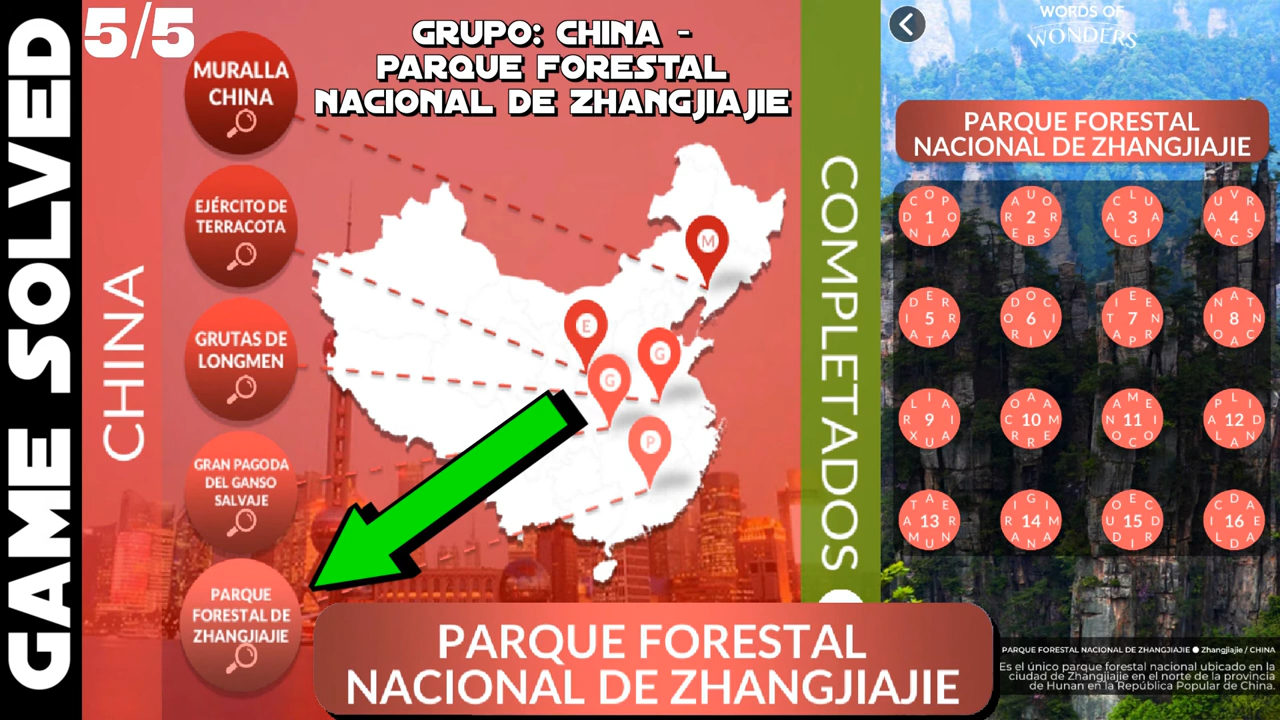 GAME SOLVED
5/5
GRUPO: CHINA -
PARQUE FORESTAL
NACIONAL DE ZHANGJIAJIE
CHINA
MURALLA
CHINA
EJÉRCITO DE
TERRACOTA
GRUTAS DE
LONGMEN
GRAN PAGODA
DEL GANSO
SALVAJE
PARQUE
FORESTAL DE
ZHANGJIAJIE
M
E
G
G
P
COMPLETADOS
PARQUE FORESTAL
NACIONAL DE ZHANGJIAJIE
WORDS OF
WONDERS
PARQUE FORESTAL
NACIONAL DE ZHANGJIAJIE
C O P D 1 O N I A
A U O R 2 R E B S
C L U A 3 A L G I
U V R A 4 L A C S
D E R I 5 R A T A
D O C O 6 I R I V
I E E T 7 N A P R
N A T I 8 N O A C
L I A I 9 A X U A
O A A C 10 M R R E
A M E N 11 I O C O
P L I A 12 D L A N
T A E A 13 R M U N
G I I R 14 M A N A
O E C U 15 D D I R
C D A I 16 E L D A
PARQUE FORESTAL NACIONAL DE ZHANGJIAJIE ● Zhangjiajie / CHINA
Es el único parque forestal nacional ubicado en la
ciudad de Zhangjiajie en el norte de la provincia
de Hunan en la República Popular de China.